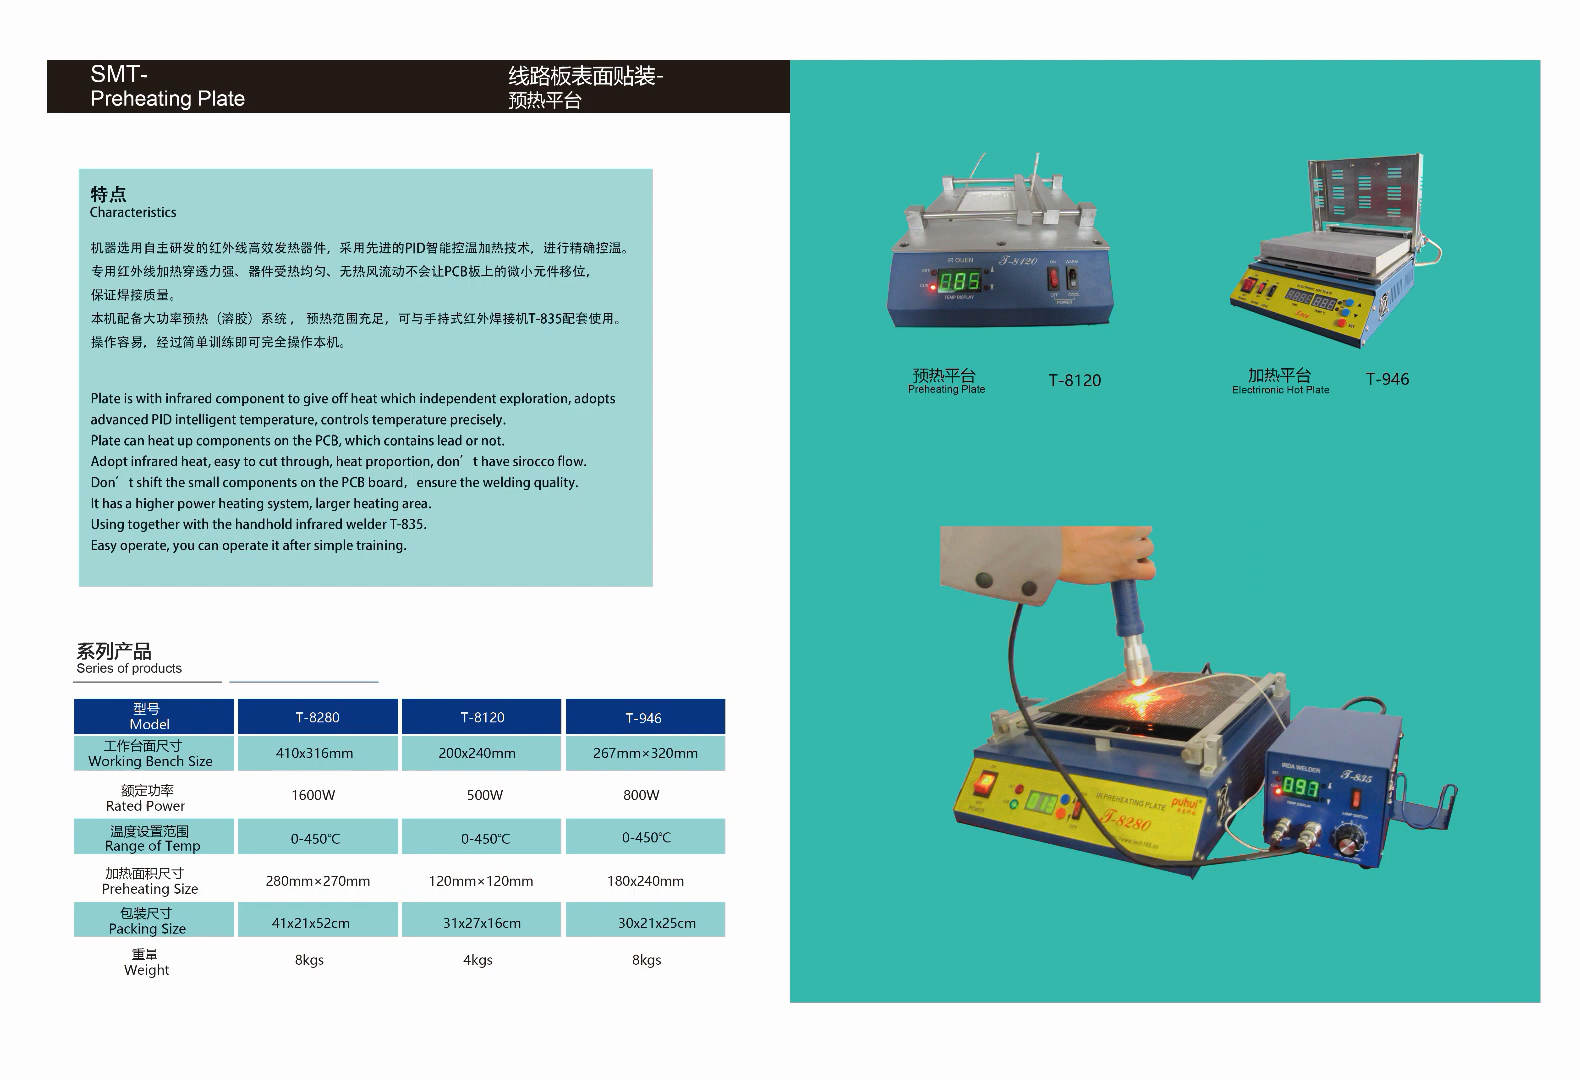 SMT-
Preheating Plate
线路板表面贴装-
预热平台
特点
Characteristics
机器选用自主研发的红外线高效发热器件，采用先进的PID智能控温加热技术，进行精确控温。
专用红外线加热穿透力强、器件受热均匀、无热风流动不会让PCB板上的微小元件移位，
保证焊接质量。
本机配备大功率预热（溶胶）系统， 预热范围充足，可与手持式红外焊接机T-835配套使用。
操作容易，经过简单训练即可完全操作本机。
Plate is with infrared component to give off heat which independent exploration, adopts
advanced PID intelligent temperature, controls temperature precisely.
Plate can heat up components on the PCB, which contains lead or not.
Adopt infrared heat, easy to cut through, heat proportion, don′ t have sirocco flow.
Don′ t shift the small components on the PCB board，ensure the welding quality.
It has a higher power heating system, larger heating area.
Using together with the handhold infrared welder T-835.
Easy operate, you can operate it after simple training.
系列产品
Series of products
型号 Model T-8280 T-8120 T-946
工作台面尺寸 Working Bench Size 410x316mm 200x240mm 267mm×320mm
额定功率 Rated Power 1600W 500W 800W
温度设置范围 Range of Temp 0-450℃ 0-450℃ 0-450℃
加热面积尺寸 Preheating Size 280mm×270mm 120mm×120mm 180x240mm
包装尺寸 Packing Size 41x21x52cm 31x27x16cm 30x21x25cm
重量 Weight 8kgs 4kgs 8kgs
IR OUEN T-8120
ON WARM
185
TEMP DISPLAY
OFF COOL
POWER
预热平台 T-8120
Preheating Plate
加热平台 T-946
Electrironic Hot Plate
puhui
POWER
PREHEATING PLATE
T-8280
IRDA WELDER T-835
097
TEMP DISPLAY